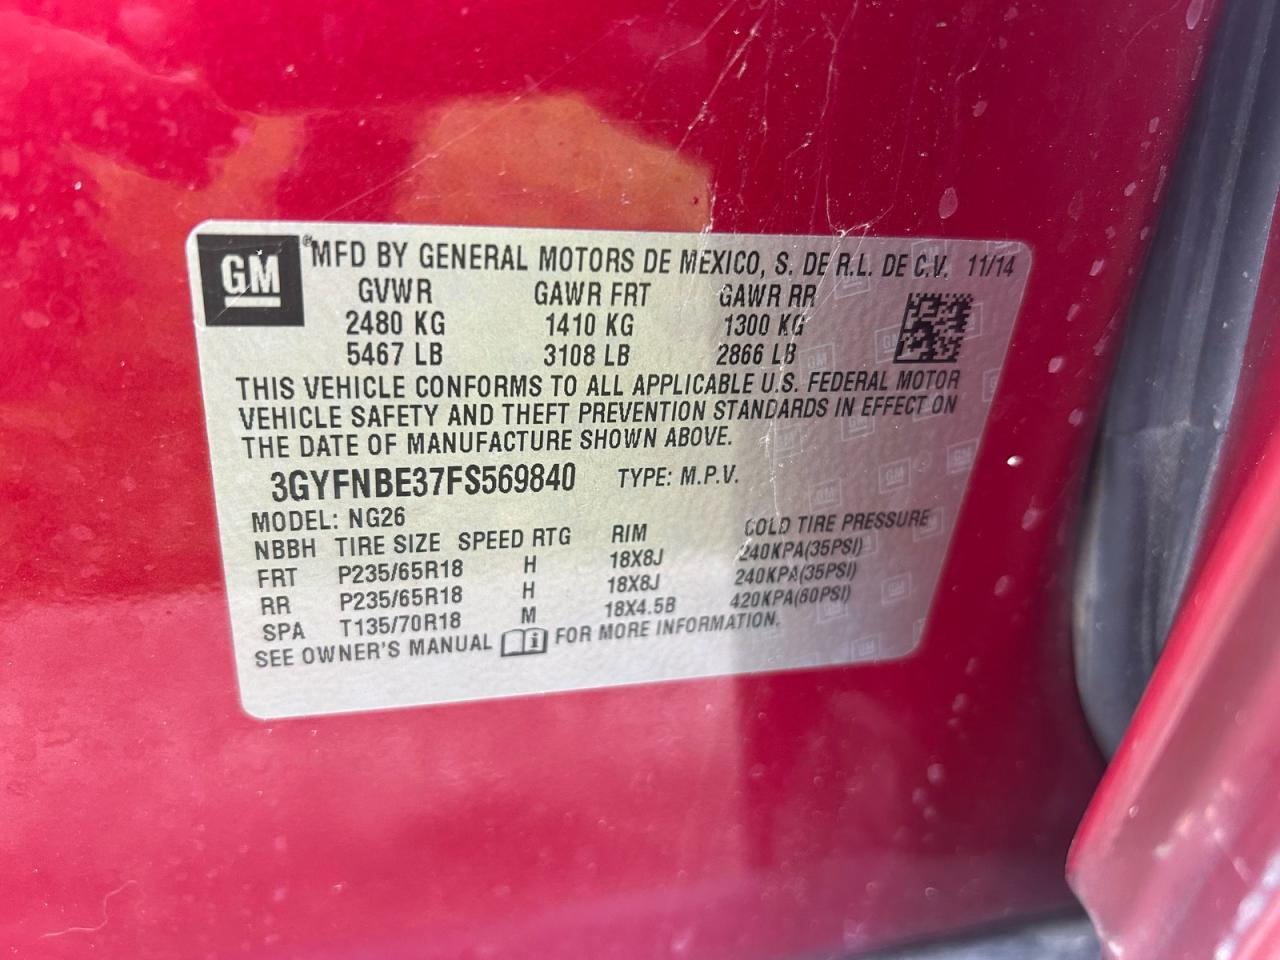 GM ® MFD BY GENERAL MOTORS DE MEXICO, S. DE R.L. DE C.V. 11/14
GVWR GAWR FRT GAWR RR
2480 KG 1410 KG 1300 KG
5467 LB 3108 LB 2866 LB
THIS VEHICLE CONFORMS TO ALL APPLICABLE U.S. FEDERAL MOTOR
VEHICLE SAFETY AND THEFT PREVENTION STANDARDS IN EFFECT ON
THE DATE OF MANUFACTURE SHOWN ABOVE.
3GYFNBE37FS569840 TYPE: M.P.V.
MODEL: NG26
NBBH TIRE SIZE SPEED RTG RIM COLD TIRE PRESSURE
FRT P235/65R18 H 18X8J 240KPA(35PSI)
RR P235/65R18 H 18X8J 240KPA(35PSI)
SPA T135/70R18 M 18X4.5B 420KPA(60PSI)
SEE OWNER'S MANUAL i FOR MORE INFORMATION.